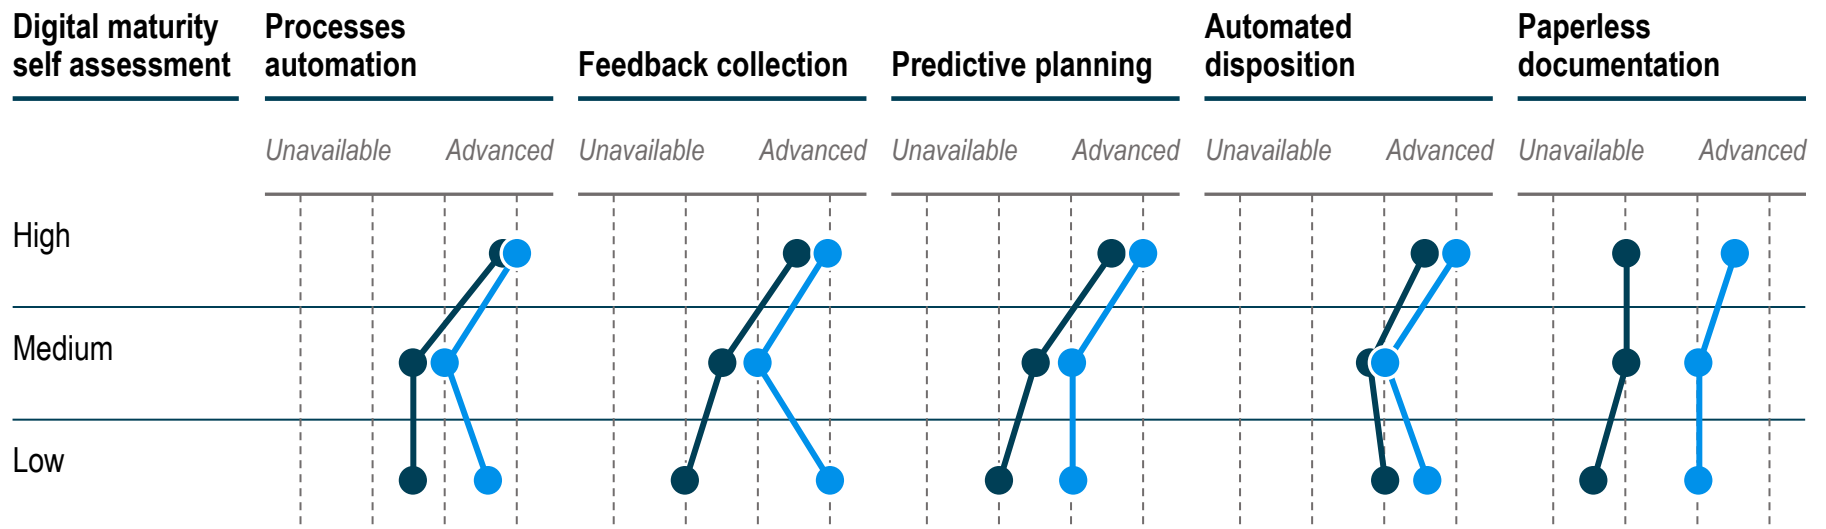 Digital maturity
self assessment
Processes
automation
Feedback collection
Predictive planning
Automated
disposition
Paperless
documentation
Unavailable Advanced Unavailable Advanced Unavailable Advanced Unavailable Advanced Unavailable Advanced
High
Medium
Low